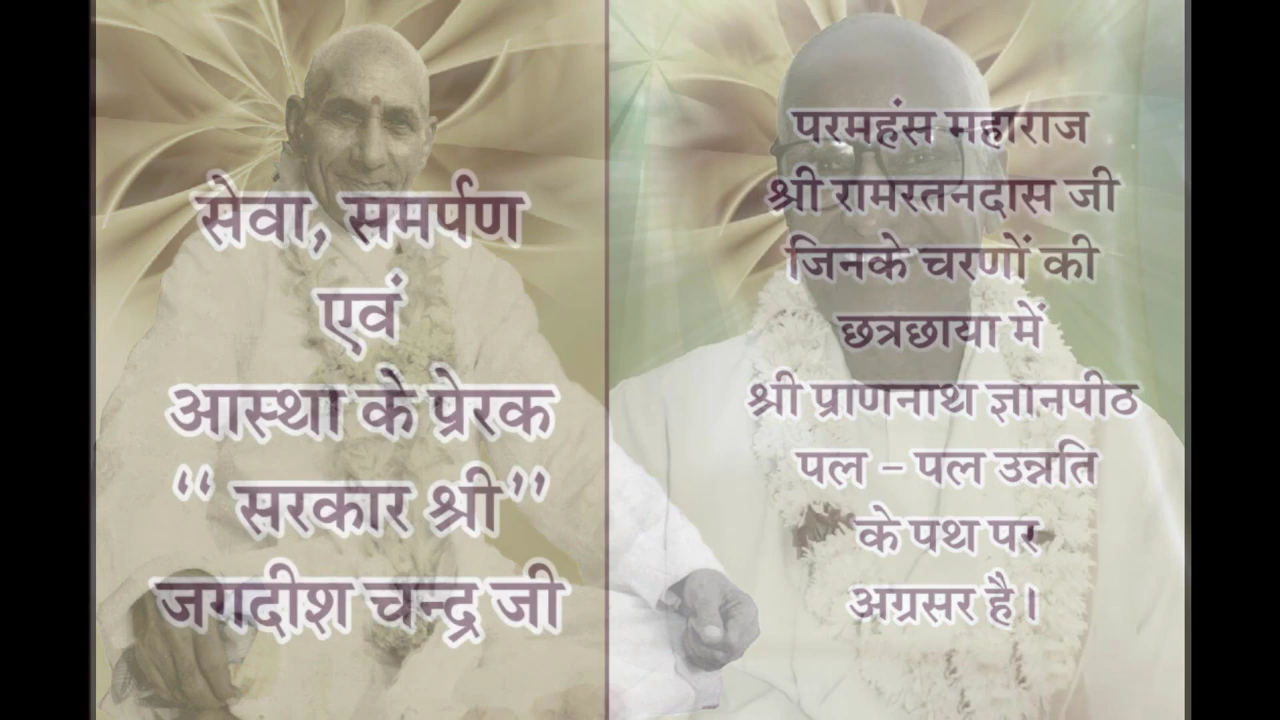 सेवा, समर्पण
एवं
आस्था के प्रेरक
“ सरकार श्री”
जगदीश चन्द्र जी
परमहंस महाराज
श्री रामरतनदास जी
जिनके चरणों की
छत्रछाया में
श्री प्राणनाथ ज्ञानपीठ
पल - पल उन्नति
के पथ पर
अग्रसर है।